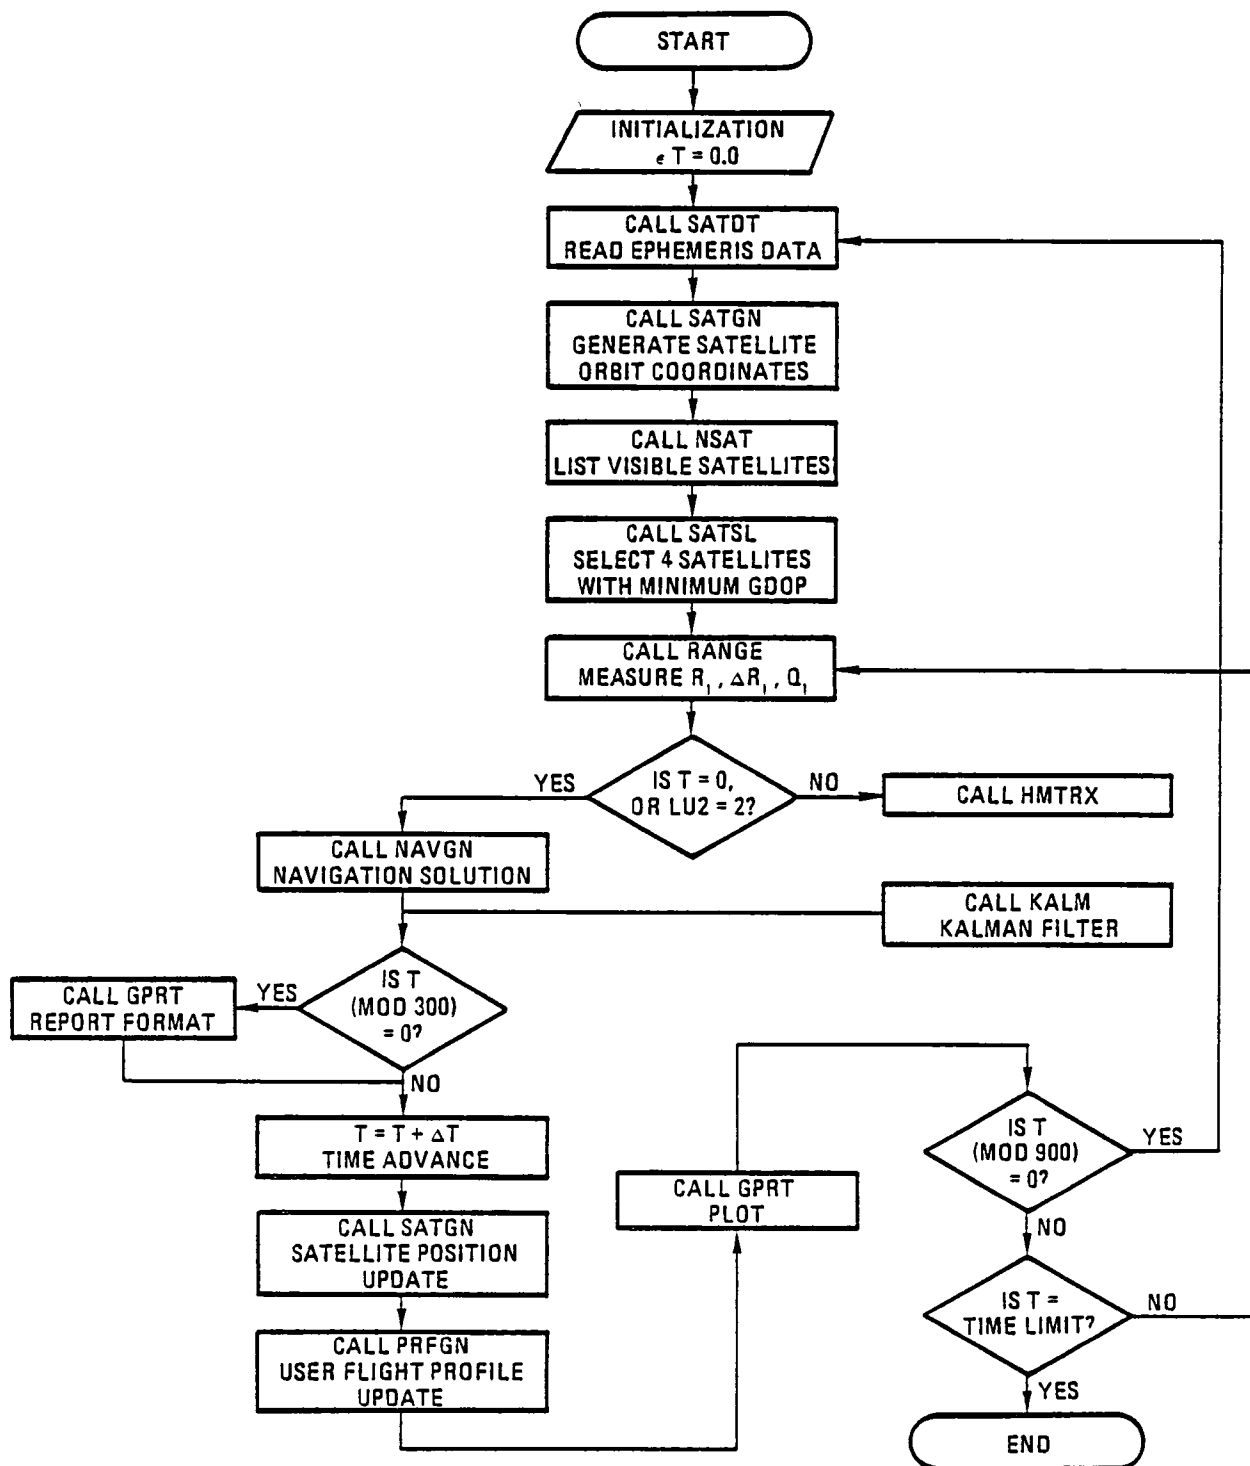 START
INITIALIZATION
ϵ T = 0.0
CALL SATDT
READ EPHEMERIS DATA
CALL SATGN
GENERATE SATELLITE
ORBIT COORDINATES
CALL NSAT
LIST VISIBLE SATELLITES
CALL SATSL
SELECT 4 SATELLITES
WITH MINIMUM GDOP
CALL RANGE
MEASURE R₁, ΔR₁, Q₁
IS T = 0,
OR LU2 = 2?
YES
NO
CALL HMTRX
CALL NAVGN
NAVIGATION SOLUTION
CALL KALM
KALMAN FILTER
IS T
(MOD 300)
= 0?
YES
CALL GPRT
REPORT FORMAT
NO
T = T + ΔT
TIME ADVANCE
CALL SATGN
SATELLITE POSITION
UPDATE
CALL PRFGN
USER FLIGHT PROFILE
UPDATE
CALL GPRT
PLOT
IS T
(MOD 900)
= 0?
YES
NO
IS T =
TIME LIMIT?
NO
YES
END